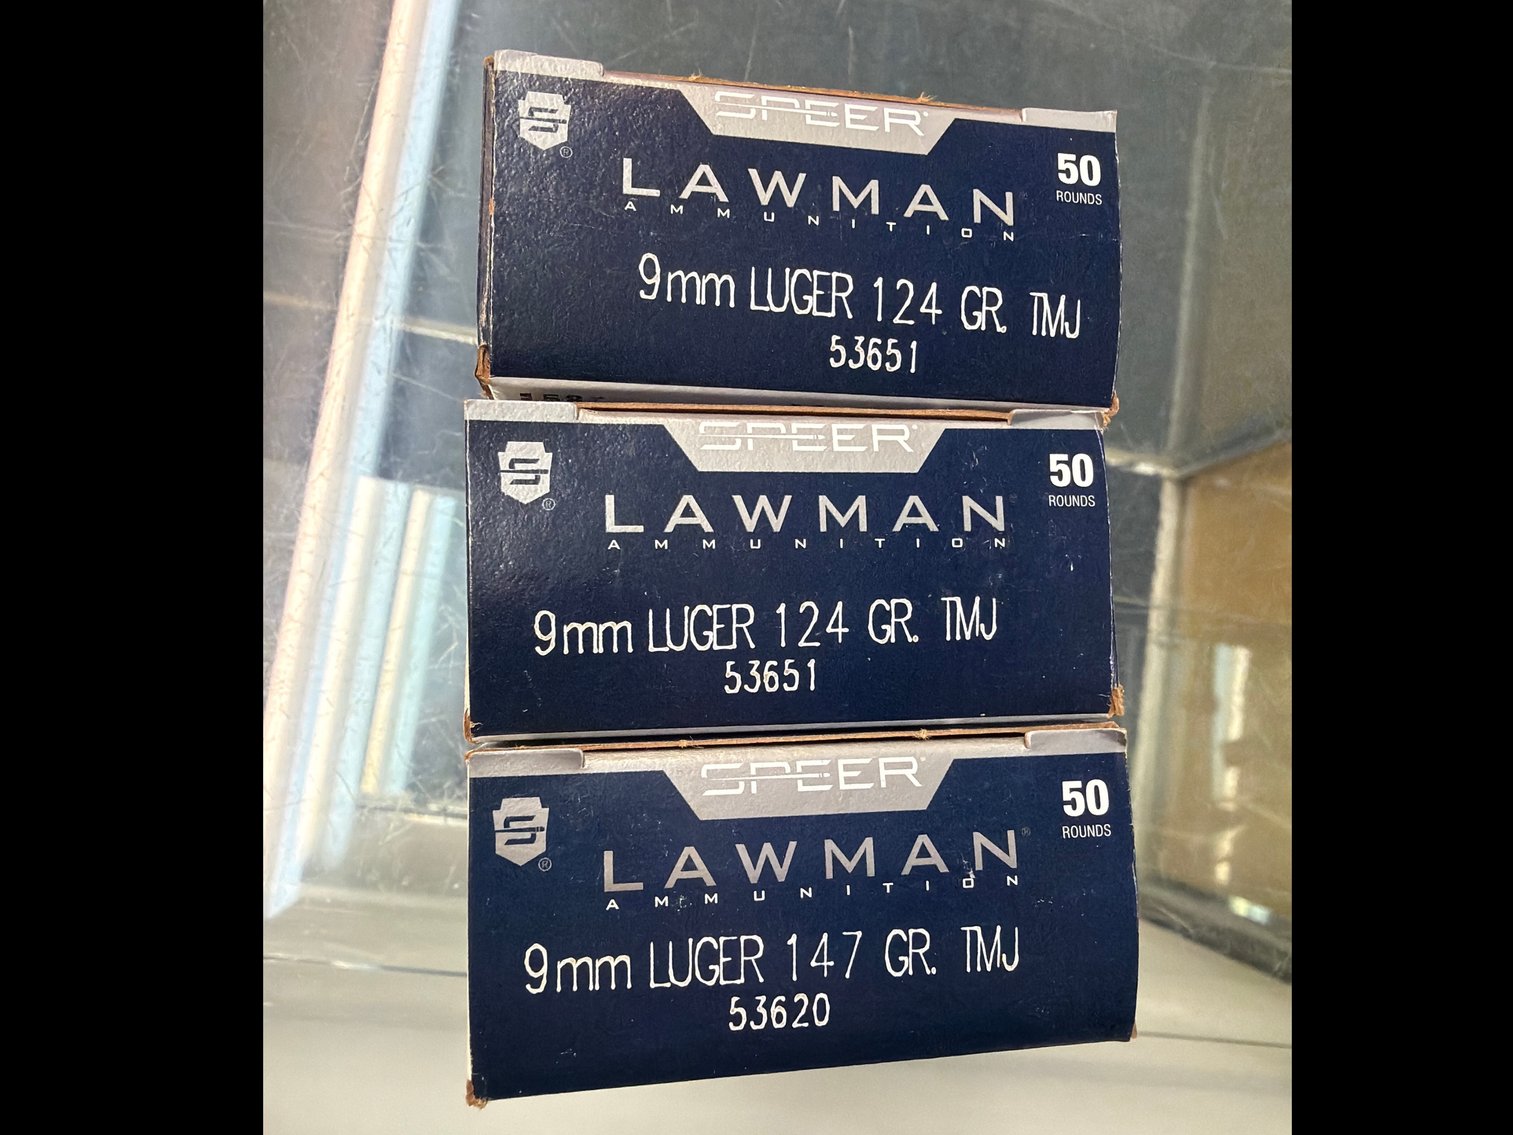 SPEER
LAWMAN®
AMMUNITION
50
ROUNDS
9mm LUGER 124 GR. TMJ
53651
SPEER
LAWMAN
AMMUNITION
50
ROUNDS
9mm LUGER 124 GR. TMJ
53651
SPEER
LAWMAN®
AMMUNITION
50
ROUNDS
9mm LUGER 147 GR. TMJ
53620